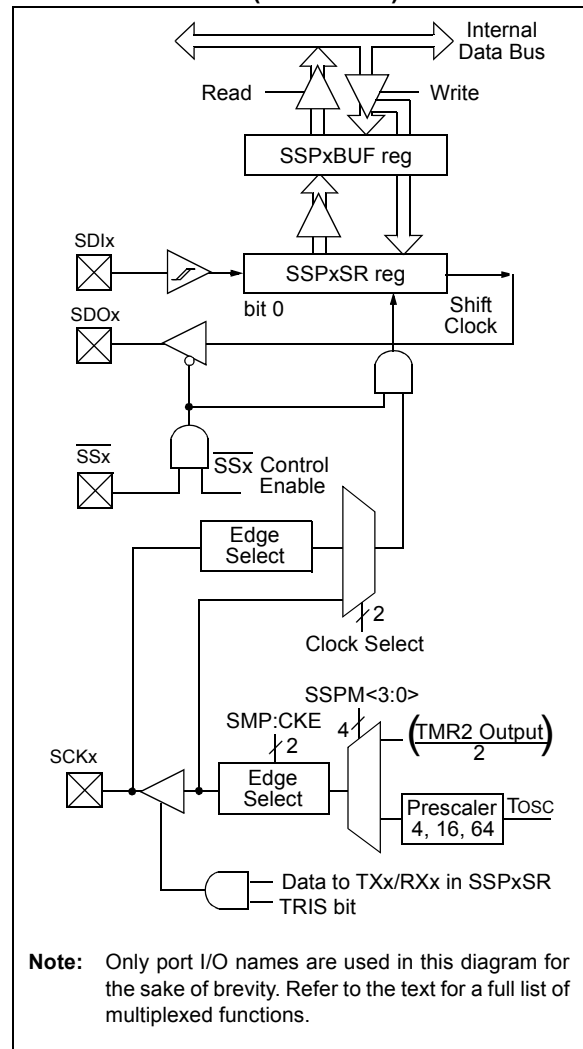 Internal
Data Bus
Read
Write
SSPxBUF reg
SDIx
SSPxSR reg
bit 0
Shift
Clock
SDOx
SSx
SSx Control
Enable
Edge
Select
2
Clock Select
SSPM<3:0>
SMP:CKE
4
2
(TMR2 Output)
2
SCKx
Edge
Select
Prescaler
4, 16, 64
TOSC
Data to TXx/RXx in SSPxSR
TRIS bit
Note: Only port I/O names are used in this diagram for
the sake of brevity. Refer to the text for a full list of
multiplexed functions.